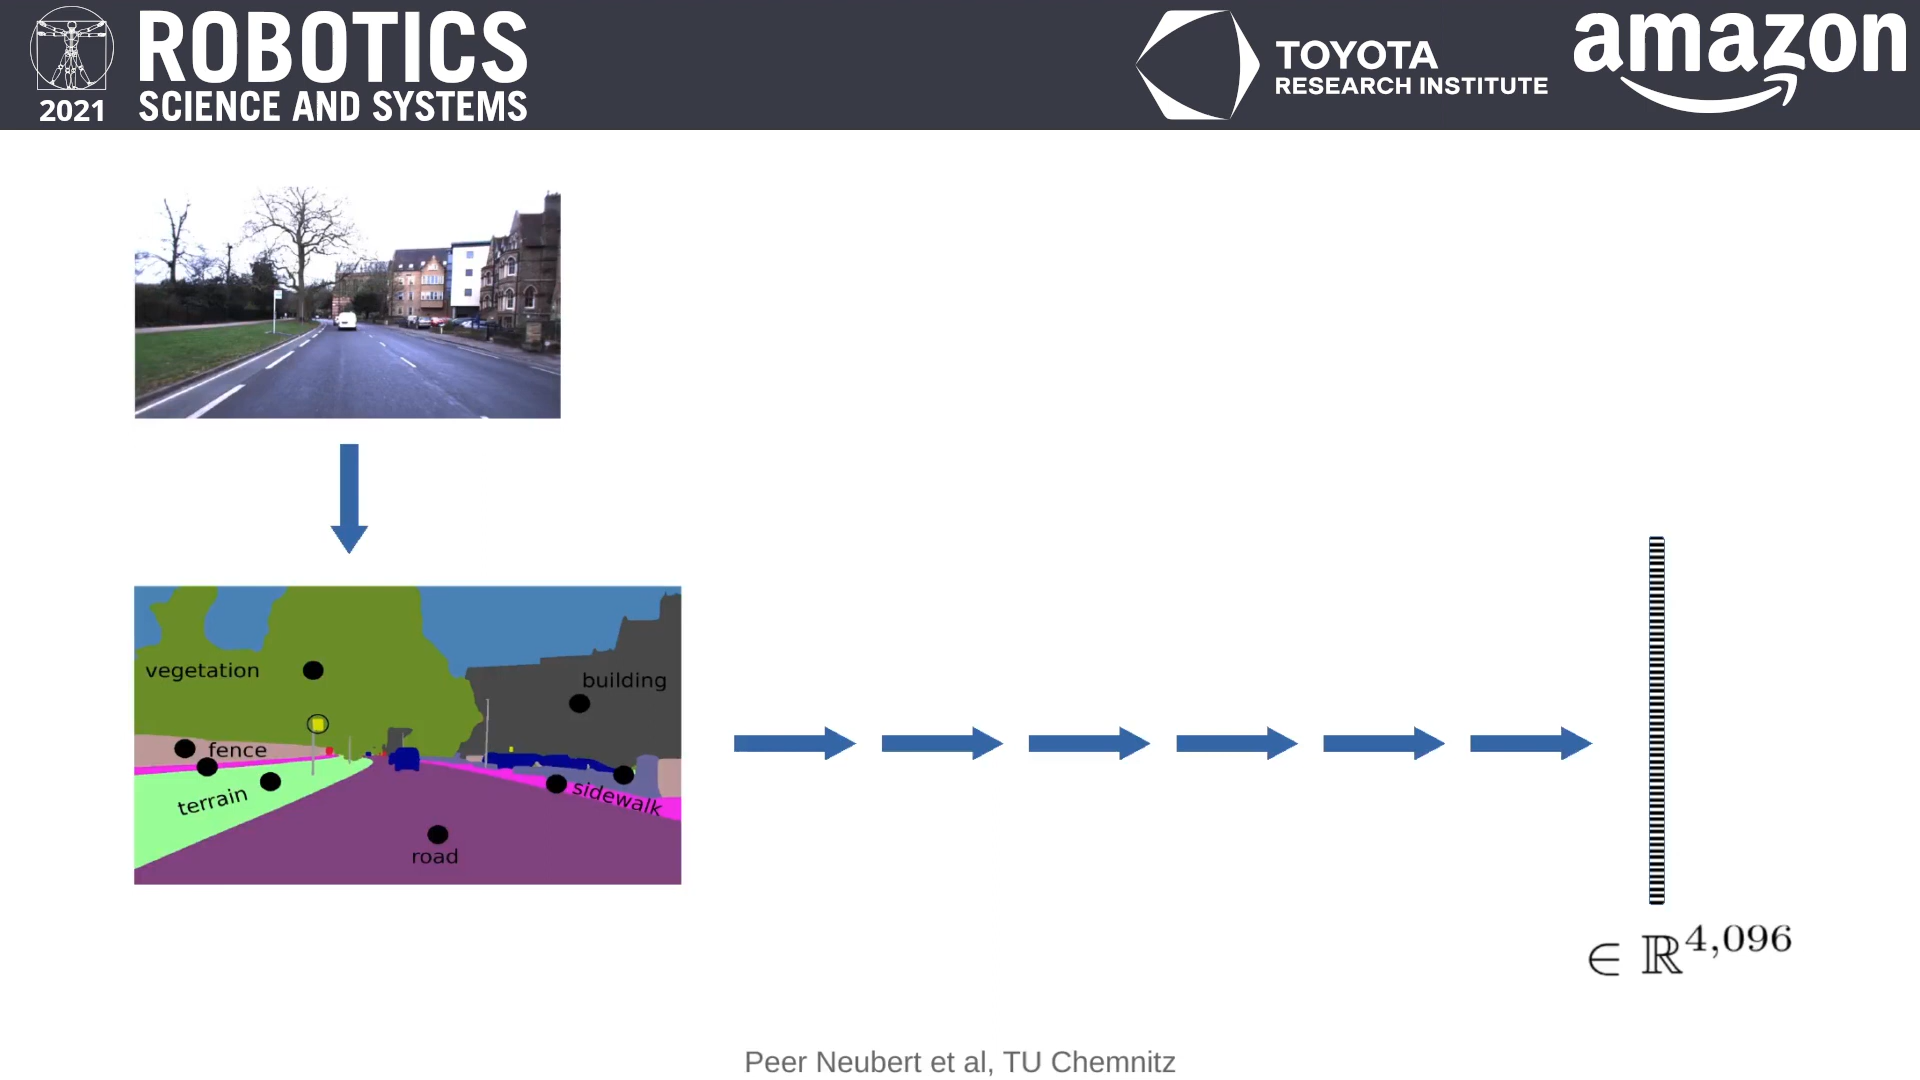 2021
ROBOTICS
SCIENCE AND SYSTEMS
TOYOTA
RESEARCH INSTITUTE
amazon
vegetation
building
fence
terrain
sidewalk
road
∈ ℝ^4,096
Peer Neubert et al, TU Chemnitz